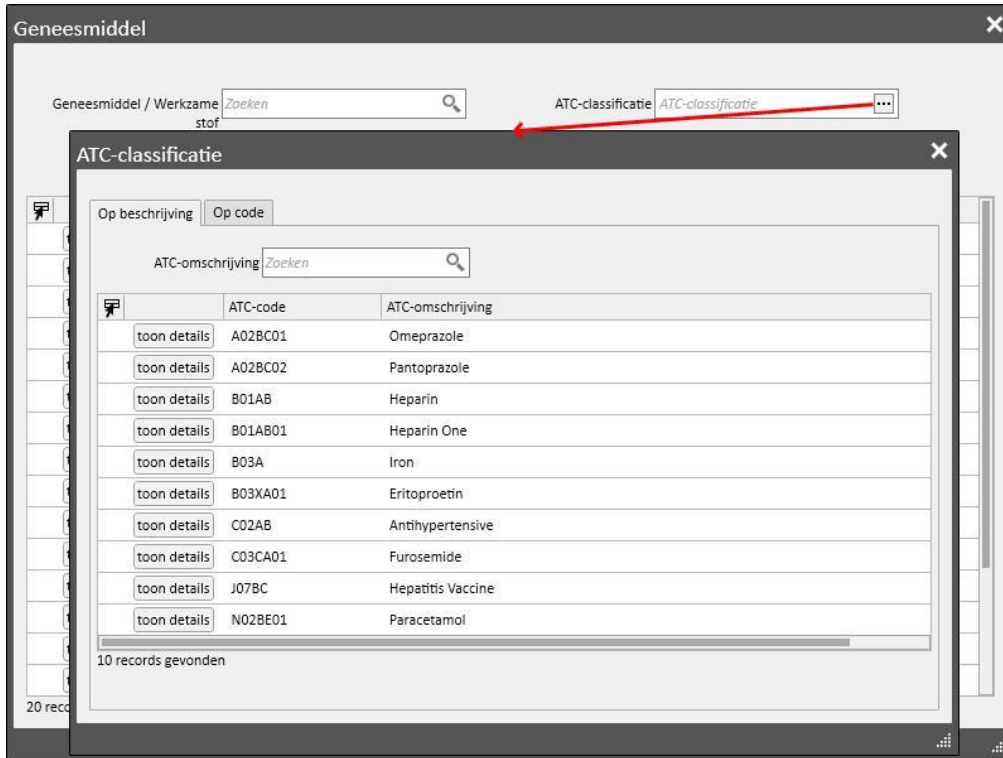 Geneesmiddel
Geneesmiddel / Werkzame stof Zoeken ATC-classificatie ATC-classificatie ...
ATC-classificatie
Op beschrijving Op code
ATC-omschrijving Zoeken
ATC-code ATC-omschrijving
toon details A02BC01 Omeprazole
toon details A02BC02 Pantoprazole
toon details B01AB Heparin
toon details B01AB01 Heparin One
toon details B03A Iron
toon details B03XA01 Eritoproetin
toon details C02AB Antihypertensive
toon details C03CA01 Furosemide
toon details J07BC Hepatitis Vaccine
toon details N02BE01 Paracetamol
10 records gevonden
20